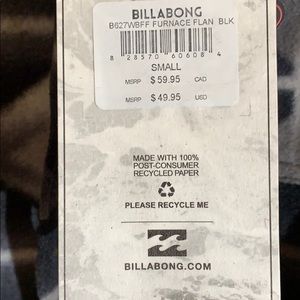 BILLABONG
B627WBFF FURNACE FLAN BLK
8 28570 60608 4
SMALL
MSRP $59.95 CAD
MSRP $49.95 USD
MADE WITH 100%
POST-CONSUMER
RECYCLED PAPER
PLEASE RECYCLE ME
BILLABONG.COM